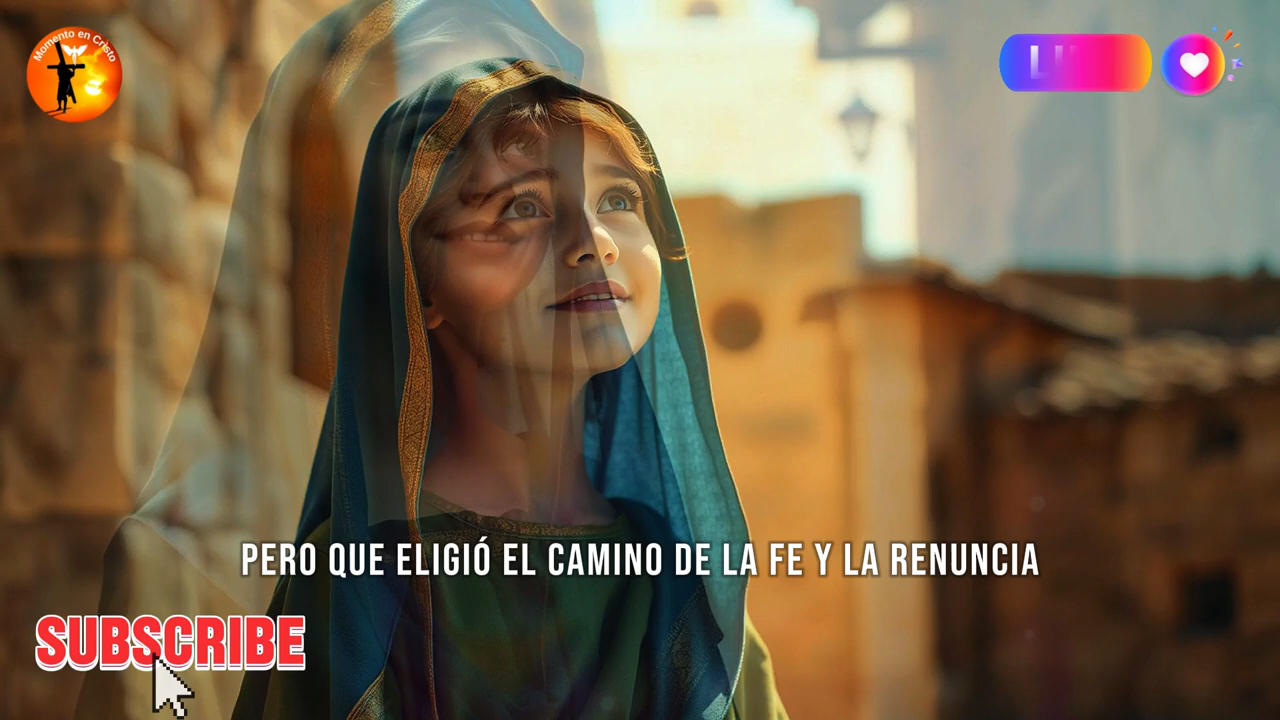 Momento en Cristo
PERO QUE ELIGIÓ EL CAMINO DE LA FE Y LA RENUNCIA
SUBSCRIBE